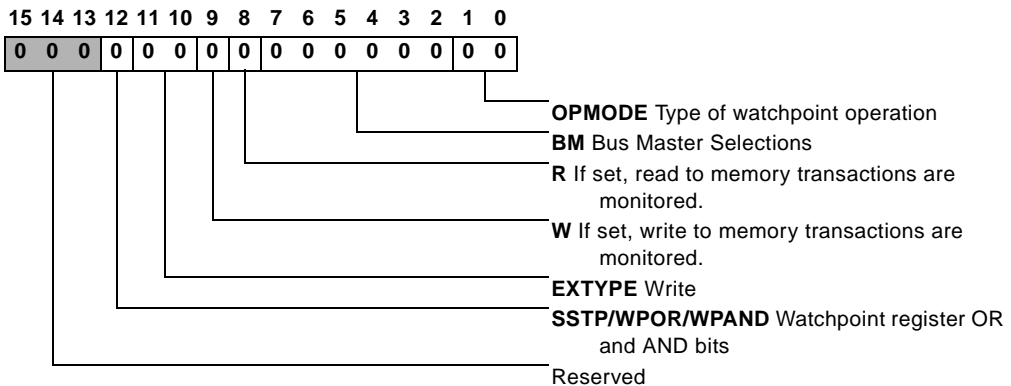 15 14 13 12 11 10 9 8 7 6 5 4 3 2 1 0
0 0 0 0 0 0 0 0 0 0 0 0 0 0 0 0
OPMODE Type of watchpoint operation
BM Bus Master Selections
R If set, read to memory transactions are
monitored.
W If set, write to memory transactions are
monitored.
EXTYPE Write
SSTP/WPOR/WPAND Watchpoint register OR
and AND bits
Reserved